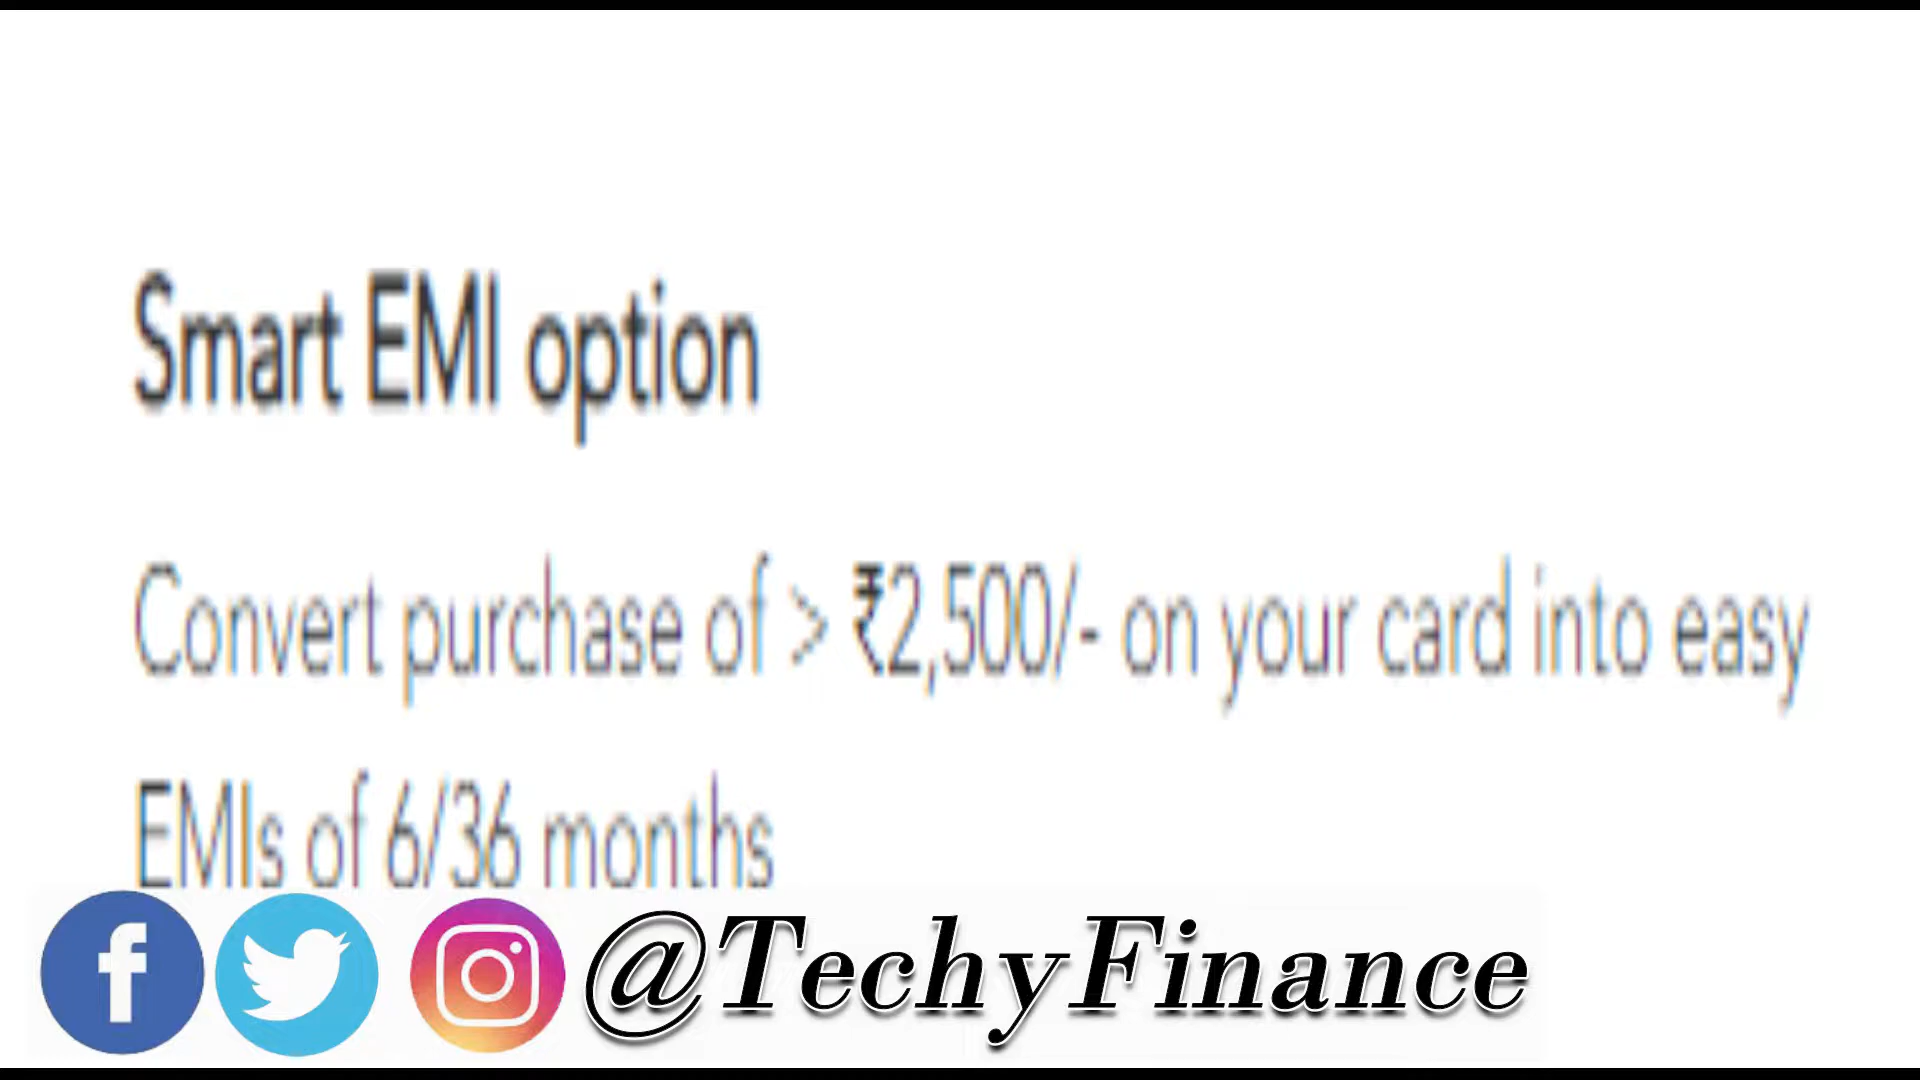 Smart EMI option
Convert purchase of > ₹2,500/- on your card into easy
EMIs of 6/36 months
@TechyFinance